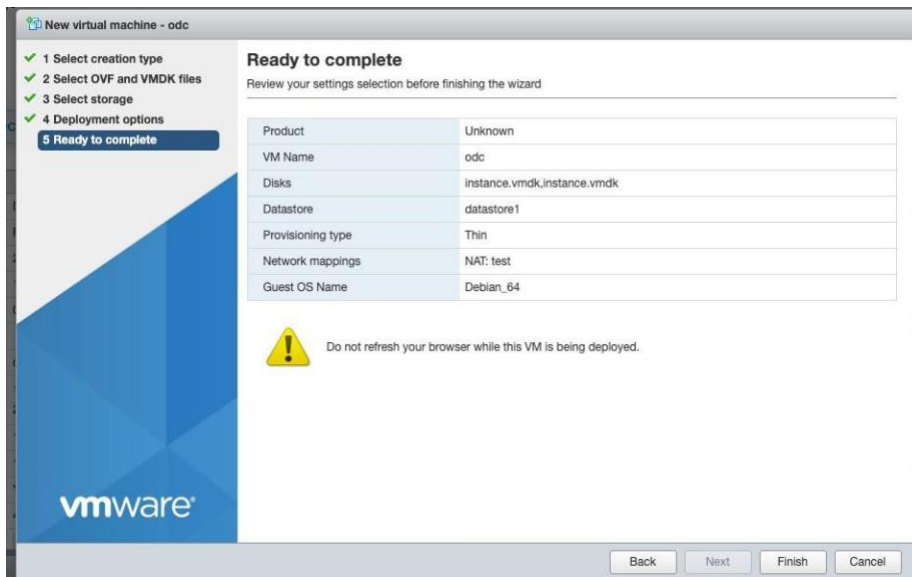 New virtual machine - odc
1 Select creation type
2 Select OVF and VMDK files
3 Select storage
4 Deployment options
5 Ready to complete
Ready to complete
Review your settings selection before finishing the wizard
Product Unknown
VM Name odc
Disks instance.vmdk,instance.vmdk
Datastore datastore1
Provisioning type Thin
Network mappings NAT: test
Guest OS Name Debian_64
Do not refresh your browser while this VM is being deployed.
vmware
Back Next Finish Cancel